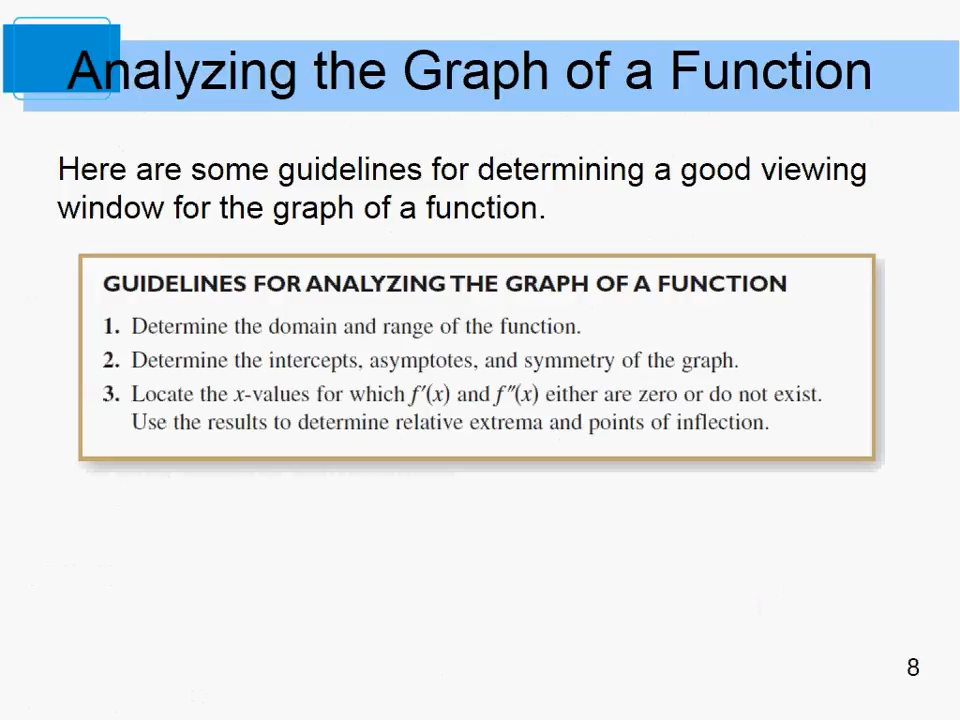 Analyzing the Graph of a Function
Here are some guidelines for determining a good viewing
window for the graph of a function.
GUIDELINES FOR ANALYZING THE GRAPH OF A FUNCTION
1. Determine the domain and range of the function.
2. Determine the intercepts, asymptotes, and symmetry of the graph.
3. Locate the x-values for which f′(x) and f″(x) either are zero or do not exist.
Use the results to determine relative extrema and points of inflection.
8